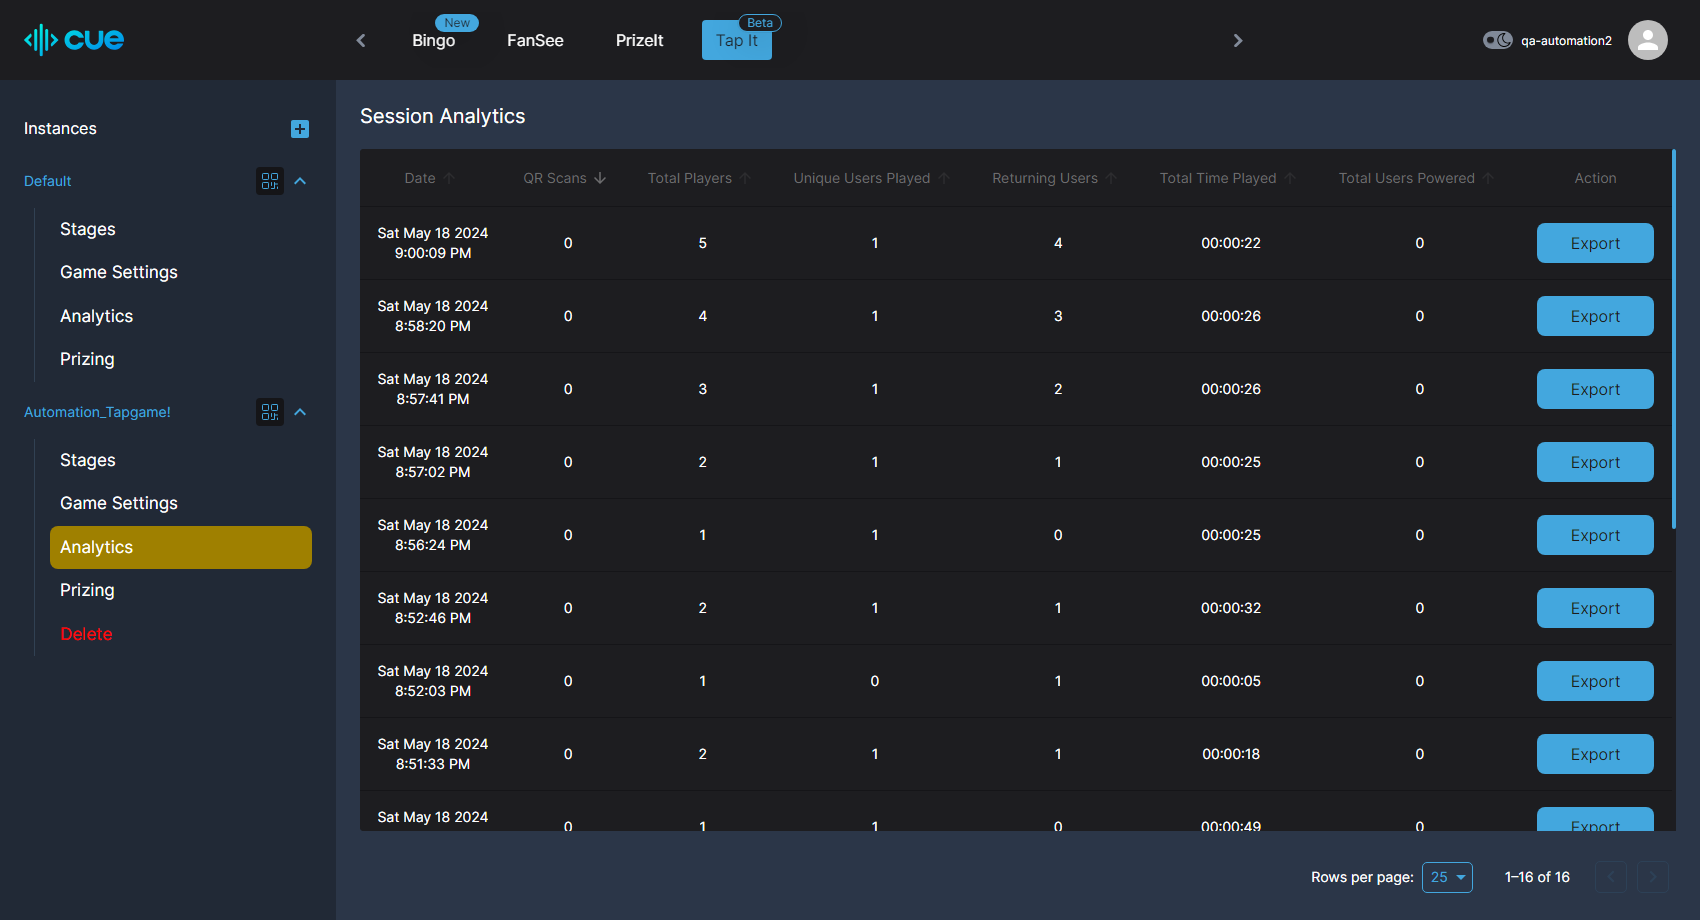 cue
Bingo
New
FanSee
PrizeIt
Tap It
Beta
qa-automation2
Instances
Default
Stages
Game Settings
Analytics
Prizing
Automation_Tapgame!
Stages
Game Settings
Analytics
Prizing
Delete
Session Analytics
Date QR Scans Total Players Unique Users Played Returning Users Total Time Played Total Users Powered Action
Sat May 18 2024
9:00:09 PM
0 5 1 4 00:00:22 0 Export
Sat May 18 2024
8:58:20 PM
0 4 1 3 00:00:26 0 Export
Sat May 18 2024
8:57:41 PM
0 3 1 2 00:00:26 0 Export
Sat May 18 2024
8:57:02 PM
0 2 1 1 00:00:25 0 Export
Sat May 18 2024
8:56:24 PM
0 1 1 0 00:00:25 0 Export
Sat May 18 2024
8:52:46 PM
0 2 1 1 00:00:32 0 Export
Sat May 18 2024
8:52:03 PM
0 1 0 1 00:00:05 0 Export
Sat May 18 2024
8:51:33 PM
0 2 1 1 00:00:18 0 Export
Sat May 18 2024
0 1 1 0 00:00:49 0 Export
Rows per page: 25 1–16 of 16